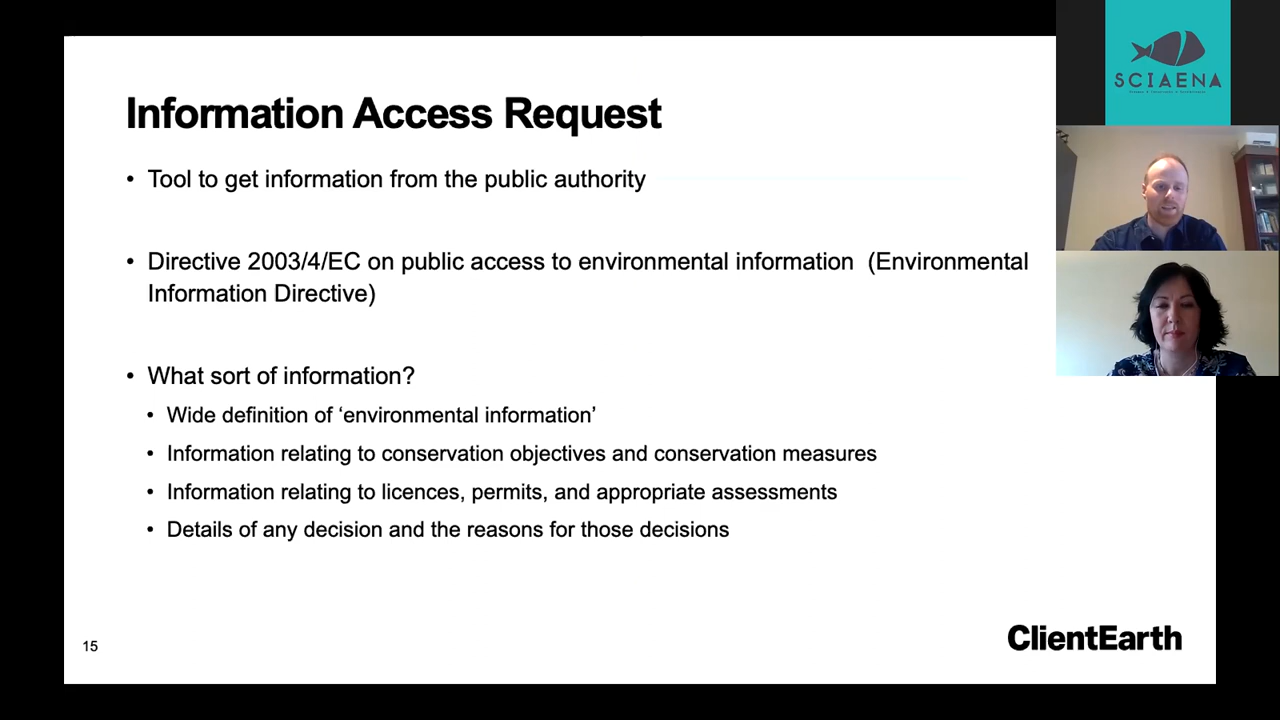 Information Access Request
• Tool to get information from the public authority
• Directive 2003/4/EC on public access to environmental information (Environmental
Information Directive)
• What sort of information?
• Wide definition of ‘environmental information’
• Information relating to conservation objectives and conservation measures
• Information relating to licences, permits, and appropriate assessments
• Details of any decision and the reasons for those decisions
15
ClientEarth
SCIAENA